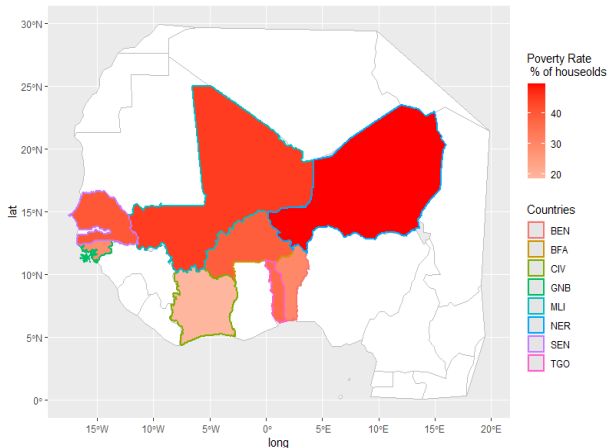 30°N
25°N
20°N
15°N
10°N
5°N
0°
lat
15°W
10°W
5°W
0°
5°E
10°E
15°E
20°E
long
Poverty Rate
% of houseolds
40
30
20
Countries
BEN
BFA
CIV
GNB
MLI
NER
SEN
TGO